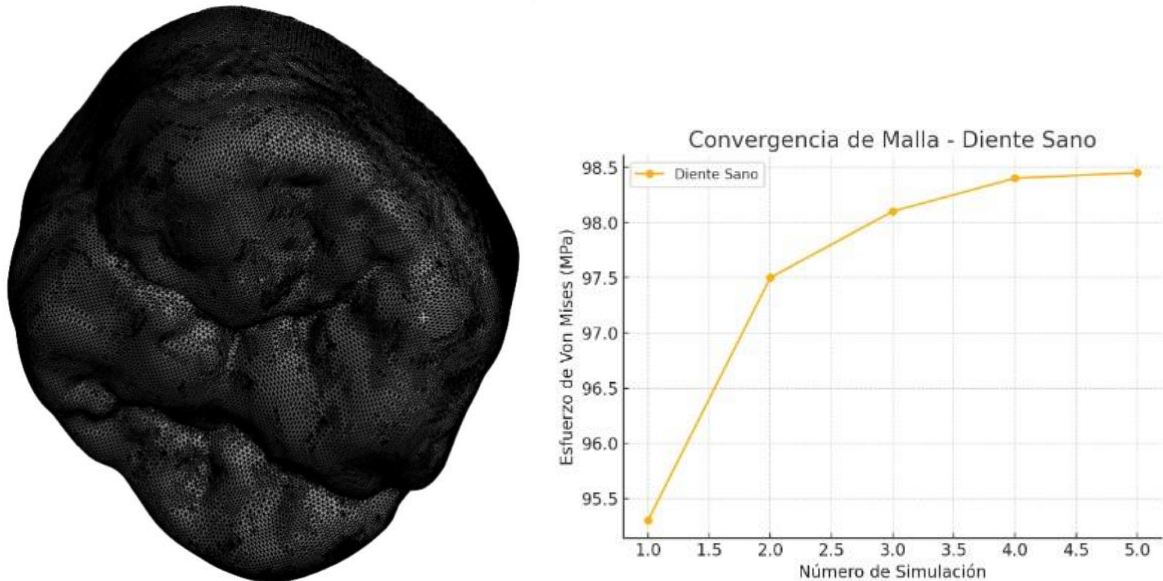 Convergencia de Malla - Diente Sano
Diente Sano
98.5
98.0
97.5
97.0
96.5
96.0
95.5
Esfuerzo de Von Mises (MPa)
1.0 1.5 2.0 2.5 3.0 3.5 4.0 4.5 5.0
Número de Simulación